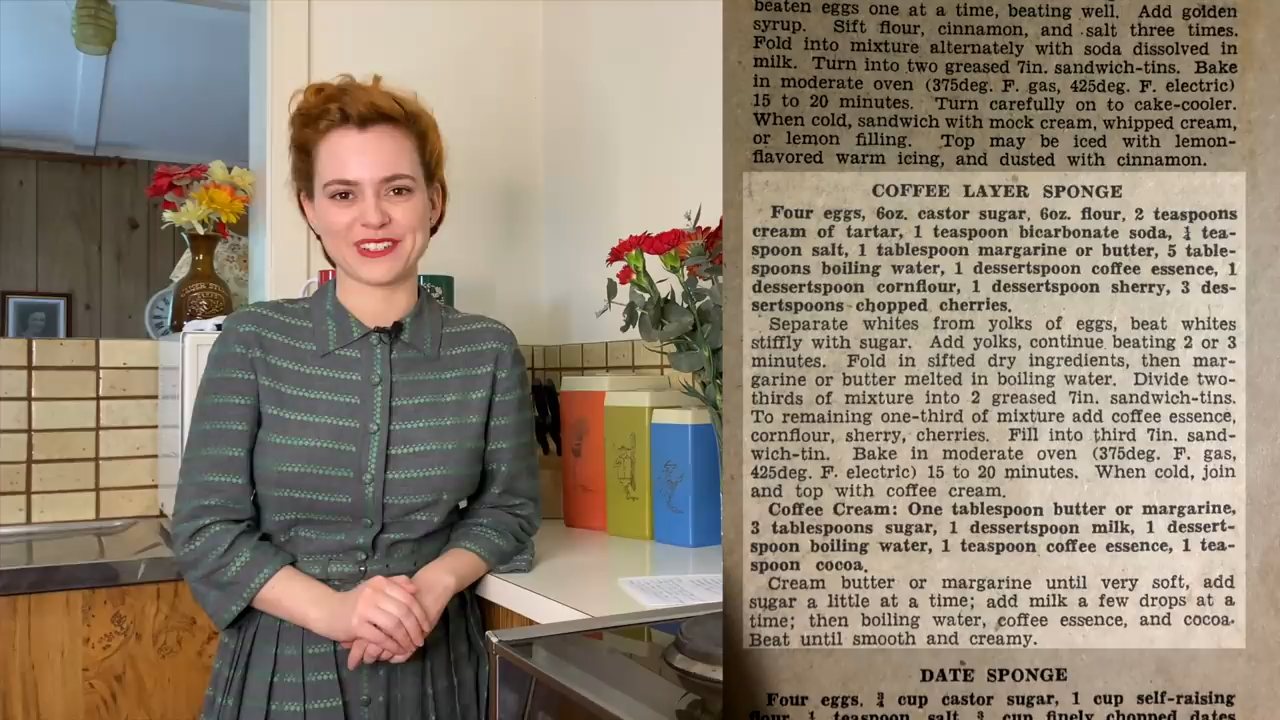 beaten eggs one at a time, beating well. Add golden
syrup. Sift flour, cinnamon, and salt three times.
Fold into mixture alternately with soda dissolved in
milk. Turn into two greased 7in. sandwich-tins. Bake
in moderate oven (375deg. F. gas, 425deg. F. electric)
15 to 20 minutes. Turn carefully on to cake-cooler.
When cold, sandwich with mock cream, whipped cream,
or lemon filling. Top may be iced with lemon-
flavored warm icing, and dusted with cinnamon.
COFFEE LAYER SPONGE
Four eggs, 6oz. castor sugar, 6oz. flour, 2 teaspoons
cream of tartar, 1 teaspoon bicarbonate soda, ¼ tea-
spoon salt, 1 tablespoon margarine or butter, 5 table-
spoons boiling water, 1 dessertspoon coffee essence, 1
dessertspoon cornflour, 1 dessertspoon sherry, 3 des-
sertspoons chopped cherries.
Separate whites from yolks of eggs, beat whites
stiffly with sugar. Add yolks, continue beating 2 or 3
minutes. Fold in sifted dry ingredients, then mar-
garine or butter melted in boiling water. Divide two-
thirds of mixture into 2 greased 7in. sandwich-tins.
To remaining one-third of mixture add coffee essence,
cornflour, sherry, cherries. Fill into third 7in. sand-
wich-tin. Bake in moderate oven (375deg. F. gas,
425deg. F. electric) 15 to 20 minutes. When cold, join
and top with coffee cream.
Coffee Cream: One tablespoon butter or margarine,
3 tablespoons sugar, 1 dessertspoon milk, 1 dessert-
spoon boiling water, 1 teaspoon coffee essence, 1 tea-
spoon cocoa.
Cream butter or margarine until very soft, add
sugar a little at a time; add milk a few drops at a
time; then boiling water, coffee essence, and cocoa.
Beat until smooth and creamy.
DATE SPONGE
Four eggs, ¾ cup castor sugar, 1 cup self-raising
flour, teaspoon salt, cup finely chopped dates